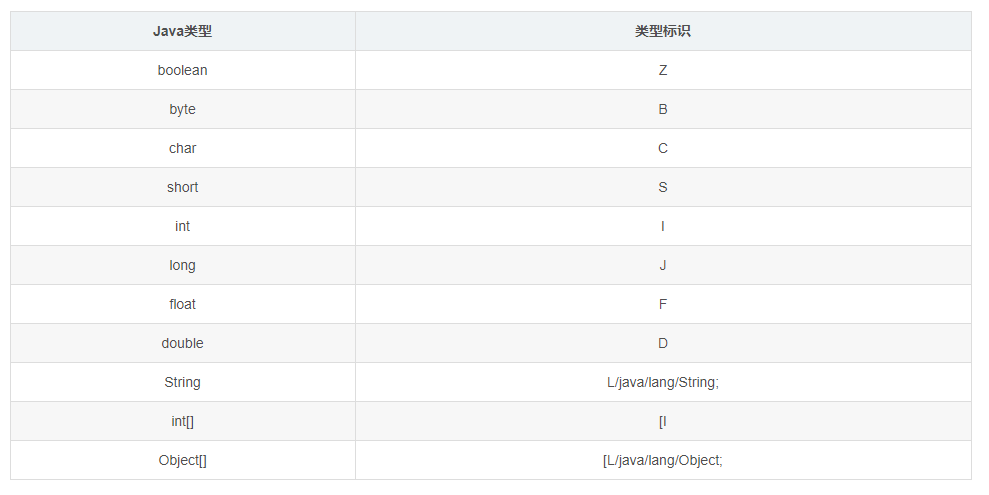 Java类型 类型标识
boolean Z
byte B
char C
short S
int I
long J
float F
double D
String L/java/lang/String;
int[] [I
Object[] [L/java/lang/Object;